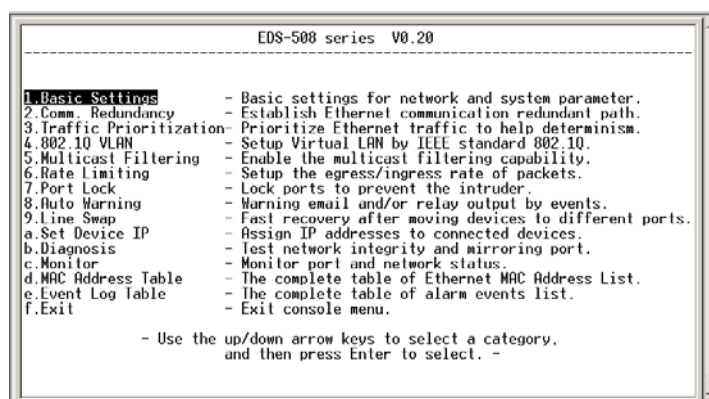 EDS-508 series V0.20
1.Basic Settings - Basic settings for network and system parameter.
2.Comm. Redundancy - Establish Ethernet communication redundant path.
3.Traffic Prioritization- Prioritize Ethernet traffic to help determinism.
4.802.1Q VLAN - Setup Virtual LAN by IEEE standard 802.1Q.
5.Multicast Filtering - Enable the multicast filtering capability.
6.Rate Limiting - Setup the egress/ingress rate of packets.
7.Port Lock - Lock ports to prevent the intruder.
8.Auto Warning - Warning email and/or relay output by events.
9.Line Swap - Fast recovery after moving devices to different ports.
a.Set Device IP - Assign IP addresses to connected devices.
b.Diagnosis - Test network integrity and mirroring port.
c.Monitor - Monitor port and network status.
d.MAC Address Table - The complete table of Ethernet MAC Address List.
e.Event Log Table - The complete table of alarm events list.
f.Exit - Exit console menu.
- Use the up/down arrow keys to select a category,
and then press Enter to select. -